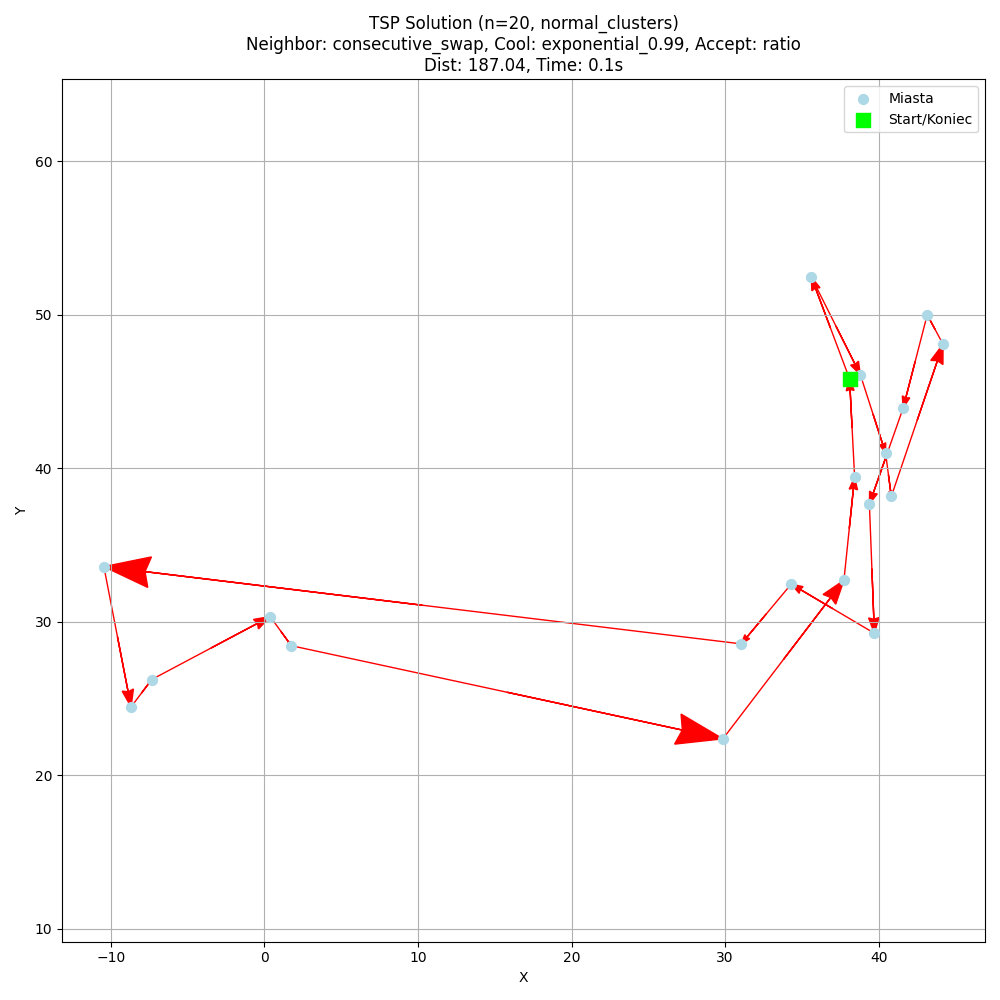 TSP Solution (n=20, normal_clusters)
Neighbor: consecutive_swap, Cool: exponential_0.99, Accept: ratio
Dist: 187.04, Time: 0.1s
Miasta
Start/Koniec
60
50
40
30
20
10
Y
−10 0 10 20 30 40
X